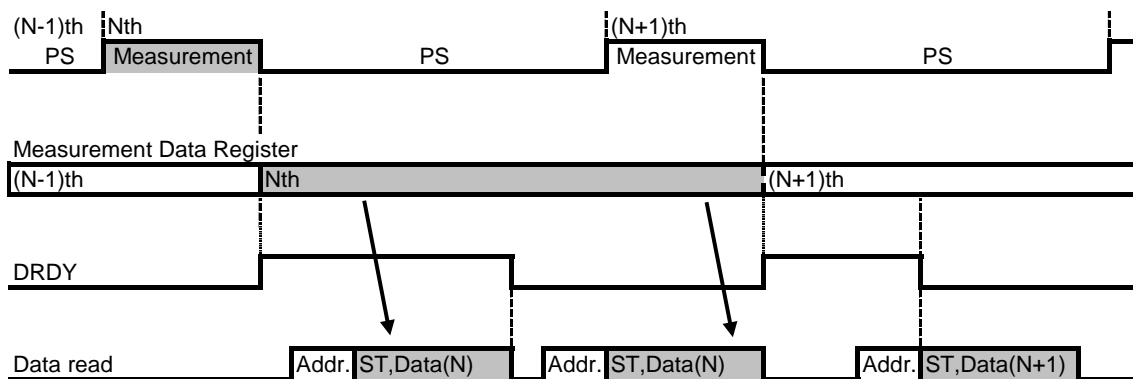 (N-1)th Nth (N+1)th
PS Measurement PS Measurement PS
Measurement Data Register
(N-1)th Nth (N+1)th
DRDY
Data read Addr. ST,Data(N) Addr. ST,Data(N) Addr. ST,Data(N+1)